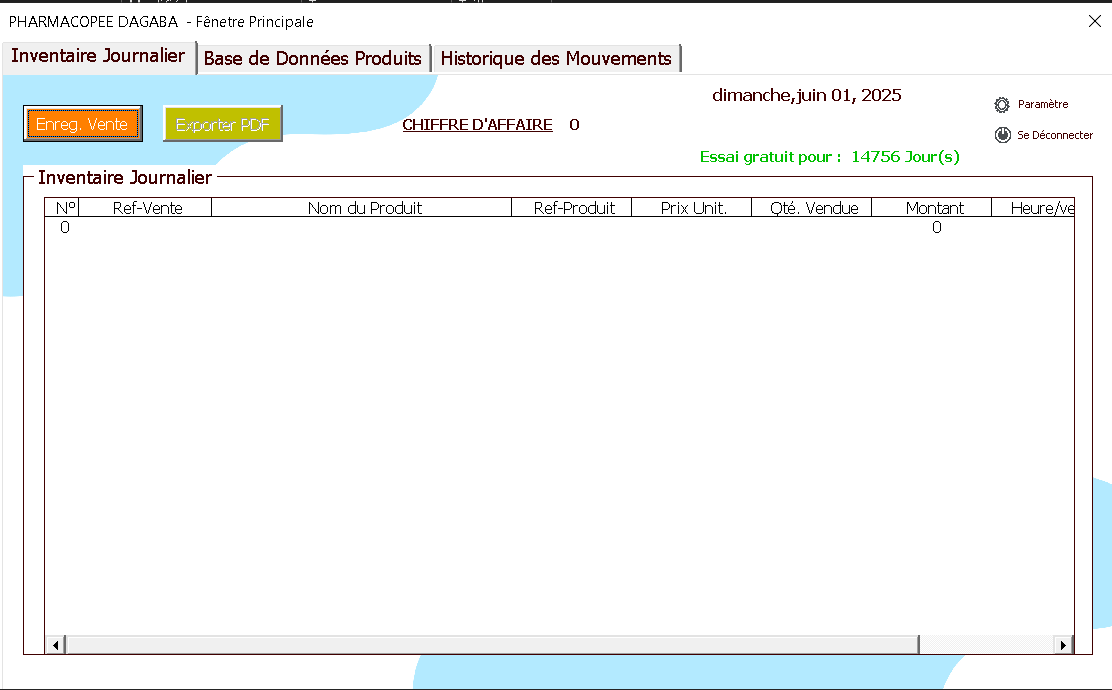 PHARMACOPEE DAGABA - Fênetre Principale
Inventaire Journalier Base de Données Produits Historique des Mouvements
dimanche,juin 01, 2025
Paramètre
Enreg. Vente Exporter PDF CHIFFRE D'AFFAIRE 0
Se Déconnecter
Essai gratuit pour : 14756 Jour(s)
Inventaire Journalier
N° Ref-Vente Nom du Produit Ref-Produit Prix Unit. Qté. Vendue Montant Heure/ve
0 0